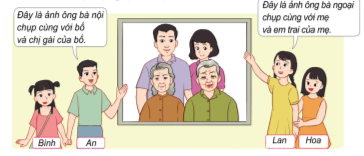 Đây là ảnh ông bà nội
chụp cùng với bố
và chị gái của bố.
Đây là ảnh ông bà ngoại
chụp cùng với mẹ
và em trai của mẹ.
Bình
An
Lan
Hoa